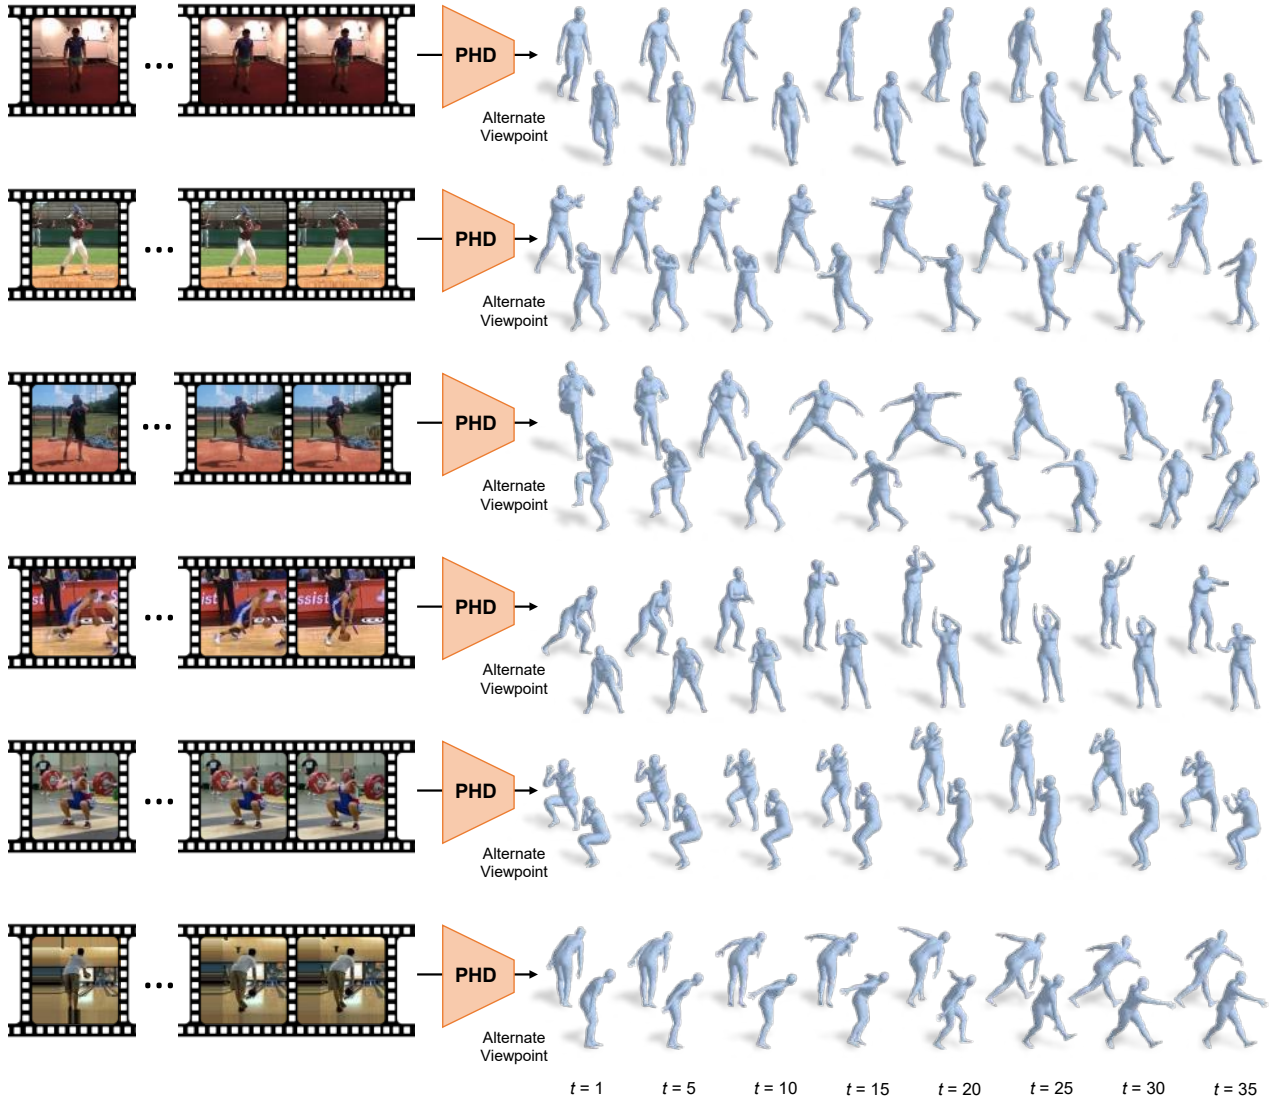 PHD
Alternate
Viewpoint
PHD
Alternate
Viewpoint
PHD
Alternate
Viewpoint
ssist
PHD
Alternate
Viewpoint
PHD
Alternate
Viewpoint
PHD
Alternate
Viewpoint
t = 1 t = 5 t = 10 t = 15 t = 20 t = 25 t = 30 t = 35